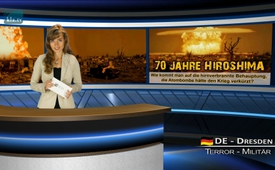 70 JAHRE HIROSHIMA
Wie kommt man auf die festverbrannte Behauptung,
die Atombombe hätte den Krieg verkürzt?
DE - DRESDEN
TERROR - MILITÄR